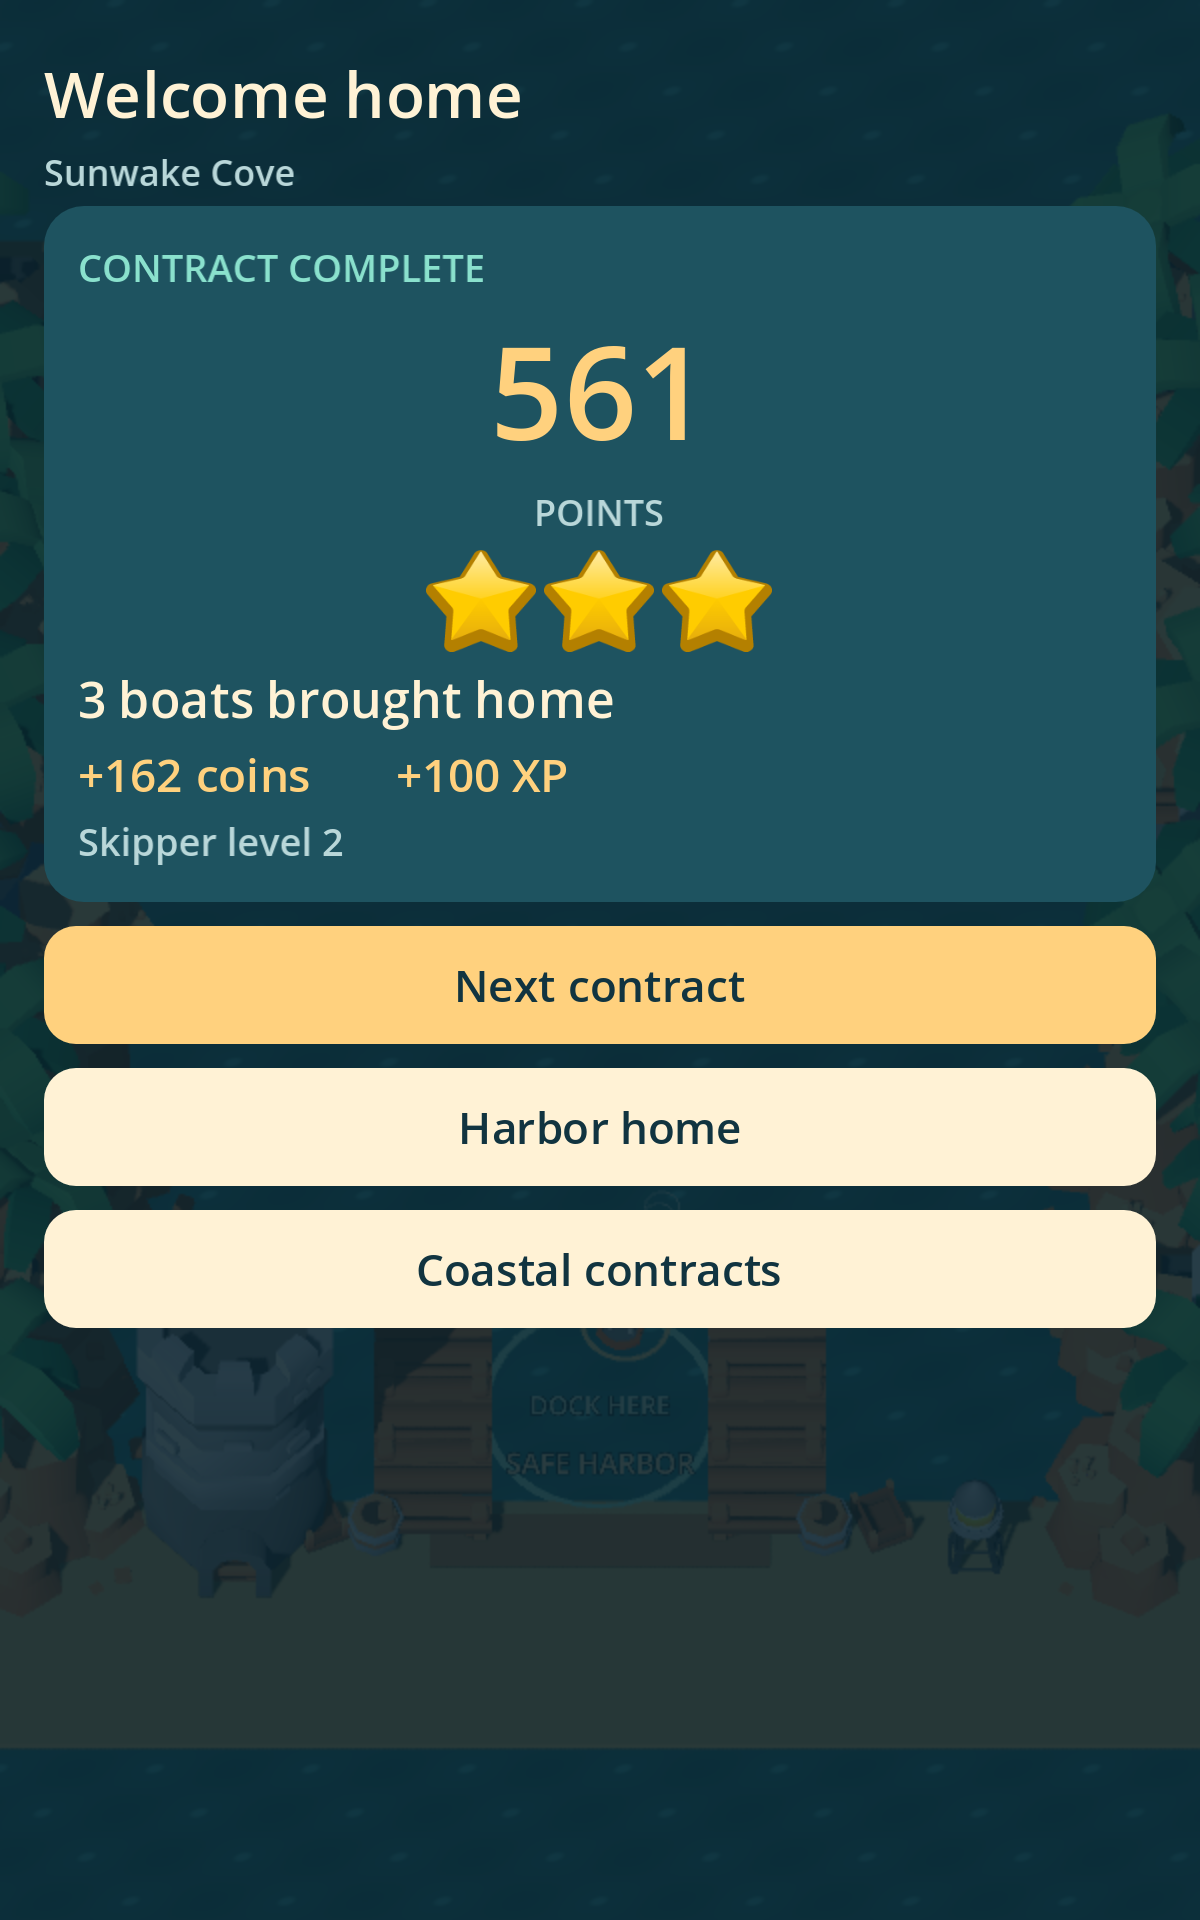 Welcome home
Sunwake Cove
CONTRACT COMPLETE
561
POINTS
3 boats brought home
+162 coins +100 XP
Skipper level 2
Next contract
Harbor home
Coastal contracts
DOCK HERE
SAFE HARBOR